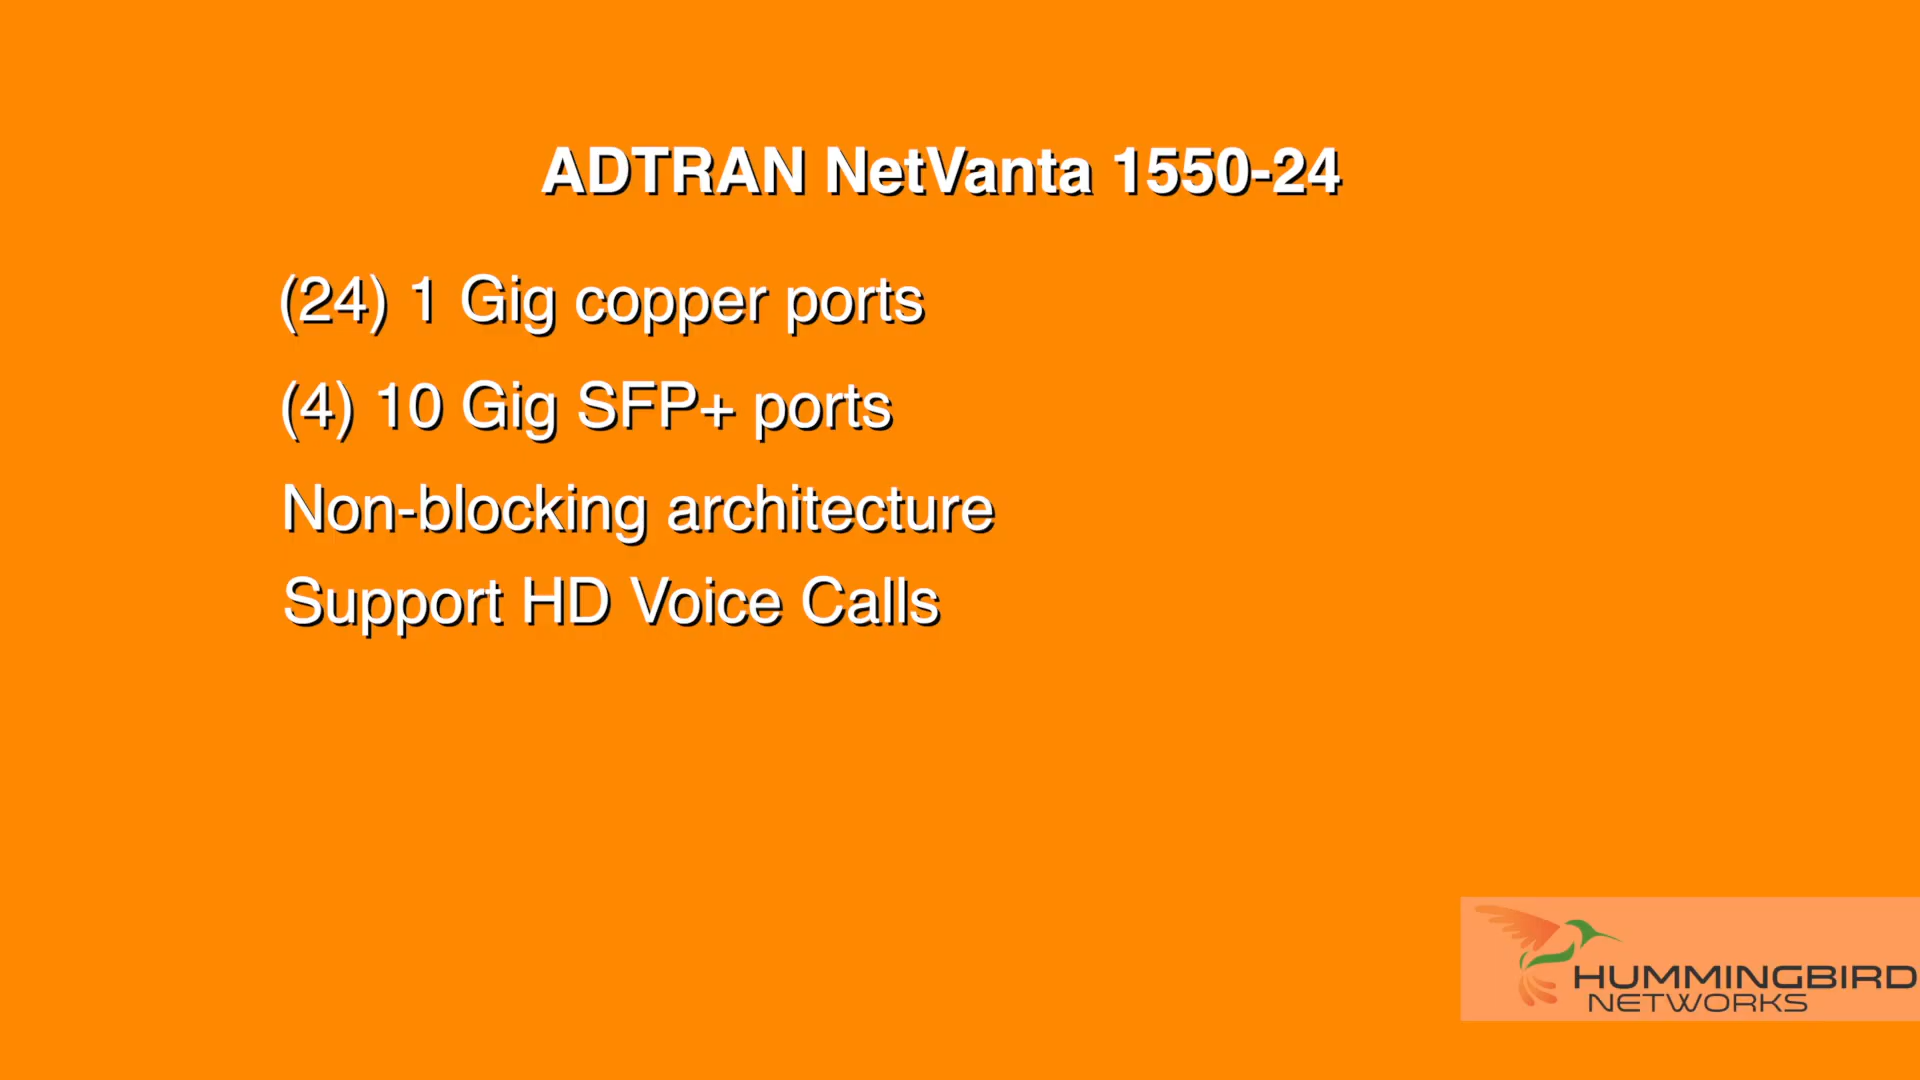 ADTRAN NetVanta 1550-24
(24) 1 Gig copper ports
(4) 10 Gig SFP+ ports
Non-blocking architecture
Support HD Voice Calls
HUMMINGBIRD
NETWORKS